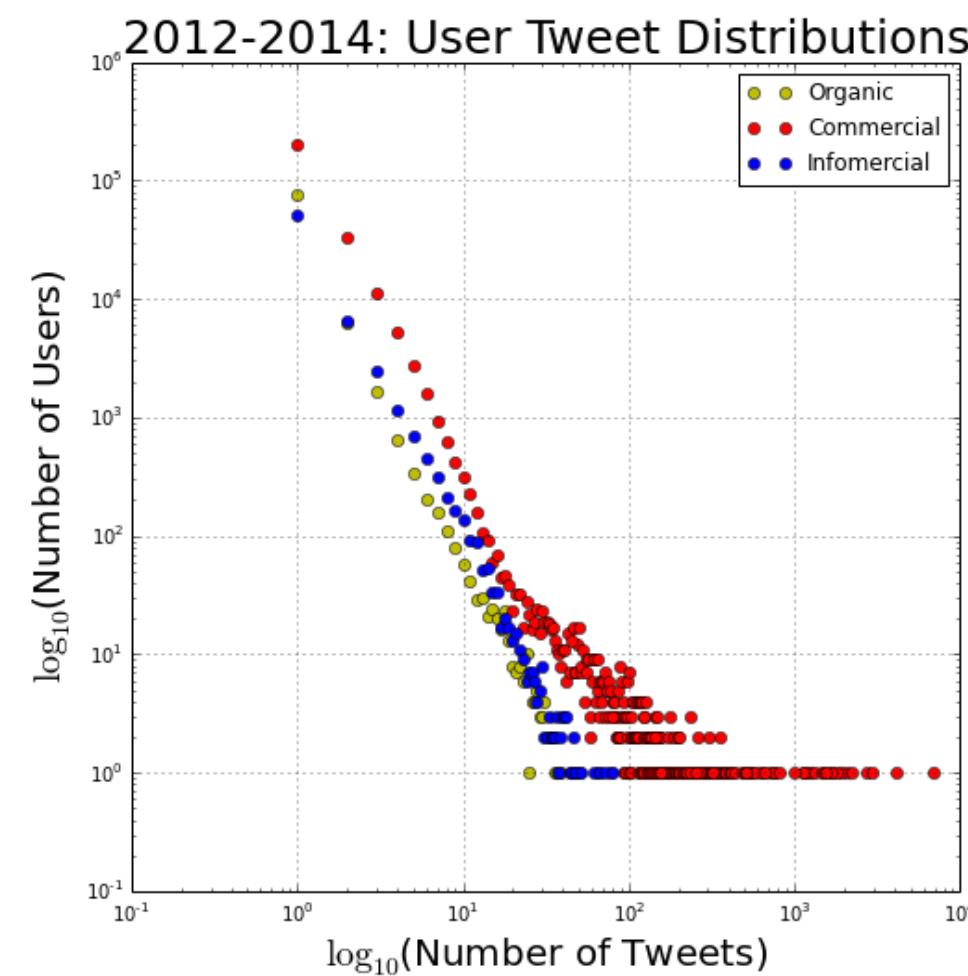 2012-2014: User Tweet Distributions
Organic
Commercial
Infomercial
10⁶
10⁵
10⁴
10³
10²
10¹
10⁰
10⁻¹
log₁₀(Number of Users)
10⁻¹ 10⁰ 10¹ 10² 10³
log₁₀(Number of Tweets)